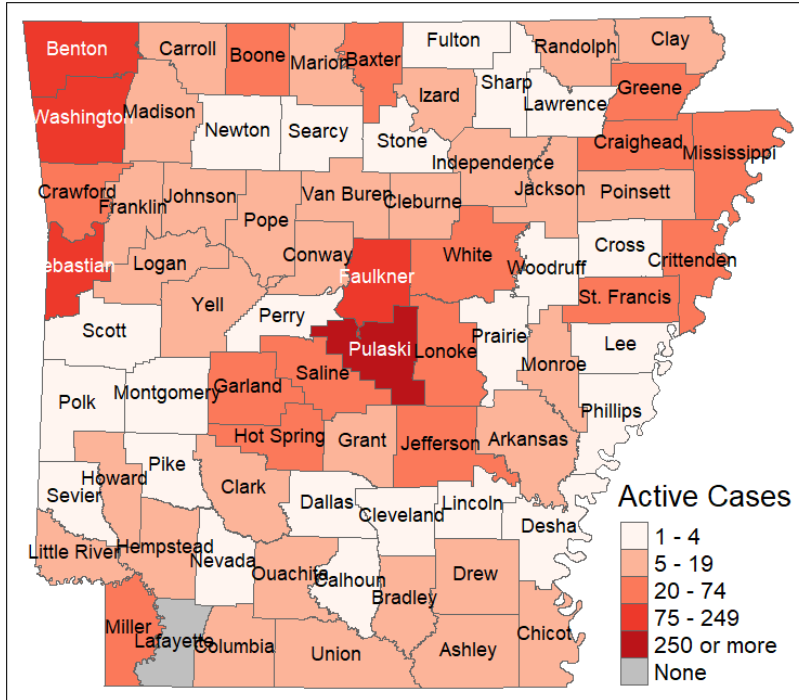 Benton
Carroll
Boone
Marion
Baxter
Fulton
Randolph
Clay
Sharp
Izard
Greene
Lawrence
Washington
Madison
Newton
Searcy
Stone
Craighead
Mississippi
Independence
Crawford
Franklin
Johnson
Pope
Van Buren
Cleburne
Jackson
Poinsett
Sebastian
Logan
Conway
Faulkner
White
Woodruff
Cross
Crittenden
Yell
St. Francis
Scott
Perry
Pulaski
Lonoke
Prairie
Monroe
Lee
Polk
Montgomery
Garland
Saline
Phillips
Hot Spring
Grant
Jefferson
Arkansas
Pike
Howard
Sevier
Clark
Dallas
Cleveland
Lincoln
Desha
Little River
Hempstead
Nevada
Ouachita
Calhoun
Bradley
Drew
Miller
Lafayette
Columbia
Union
Ashley
Chicot
Active Cases
1 - 4
5 - 19
20 - 74
75 - 249
250 or more
None